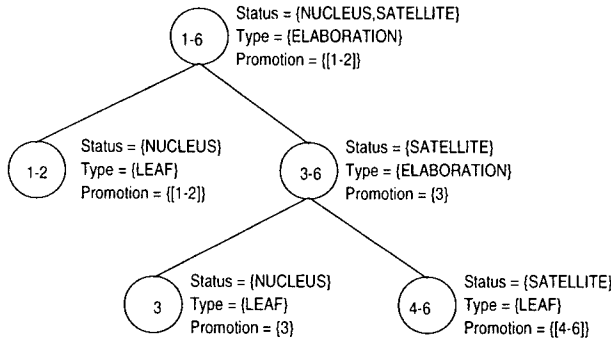 1-6
Status = {NUCLEUS,SATELLITE}
Type = {ELABORATION}
Promotion = {[1-2]}
1-2
Status = {NUCLEUS}
Type = {LEAF}
Promotion = {[1-2]}
3-6
Status = {SATELLITE}
Type = {ELABORATION}
Promotion = {3}
3
Status = {NUCLEUS}
Type = {LEAF}
Promotion = {3}
4-6
Status = {SATELLITE}
Type = {LEAF}
Promotion = {[4-6]}